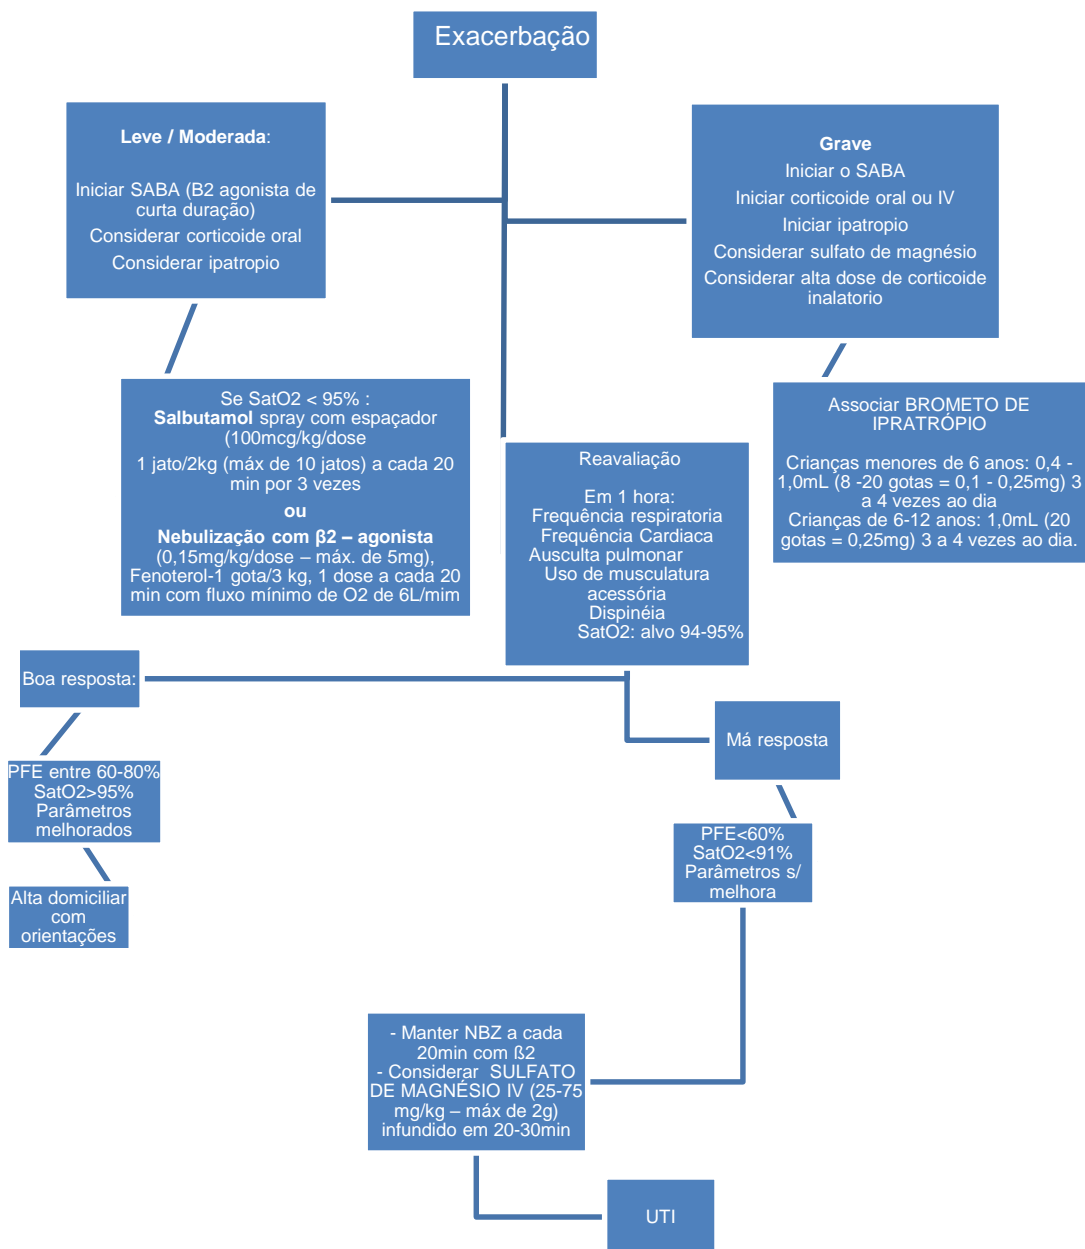 Exacerbação
Leve / Moderada:
Iniciar SABA (B2 agonista de
curta duração)
Considerar corticoide oral
Considerar ipatropio
Grave
Iniciar o SABA
Iniciar corticoide oral ou IV
Iniciar ipatropio
Considerar sulfato de magnésio
Considerar alta dose de corticoide
inalatorio
Se SatO2 < 95% :
Salbutamol spray com espaçador
(100mcg/kg/dose
1 jato/2kg (máx de 10 jatos) a cada 20
min por 3 vezes
ou
Nebulização com β2 – agonista
(0,15mg/kg/dose – máx. de 5mg),
Fenoterol-1 gota/3 kg, 1 dose a cada 20
min com fluxo mínimo de O2 de 6L/mim
Associar BROMETO DE
IPRATRÓPIO
Crianças menores de 6 anos: 0,4 -
1,0mL (8 -20 gotas = 0,1 - 0,25mg) 3
a 4 vezes ao dia
Crianças de 6-12 anos: 1,0mL (20
gotas = 0,25mg) 3 a 4 vezes ao dia.
Reavaliação
Em 1 hora:
Frequência respiratoria
Frequência Cardiaca
Ausculta pulmonar
Uso de musculatura
acessória
Dispinéia
SatO2: alvo 94-95%
Boa resposta:
Má resposta
PFE entre 60-80%
SatO2>95%
Parâmetros
melhorados
PFE<60%
SatO2<91%
Parâmetros s/
melhora
Alta domiciliar
com
orientações
- Manter NBZ a cada
20min com ß2
- Considerar SULFATO
DE MAGNÉSIO IV (25-75
mg/kg – máx de 2g)
infundido em 20-30min
UTI